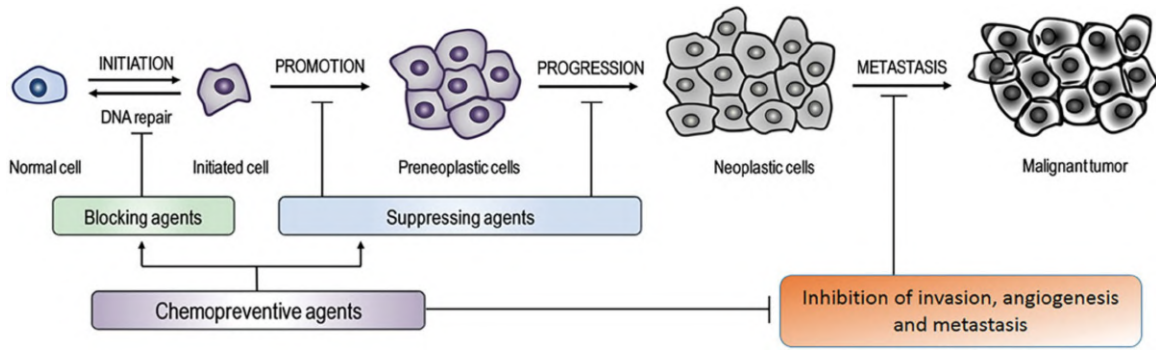 INITIATION
PROMOTION
PROGRESSION
METASTASIS
DNA repair
Normal cell
Initiated cell
Preneoplastic cells
Neoplastic cells
Malignant tumor
Blocking agents
Suppressing agents
Chemopreventive agents
Inhibition of invasion, angiogenesis
and metastasis